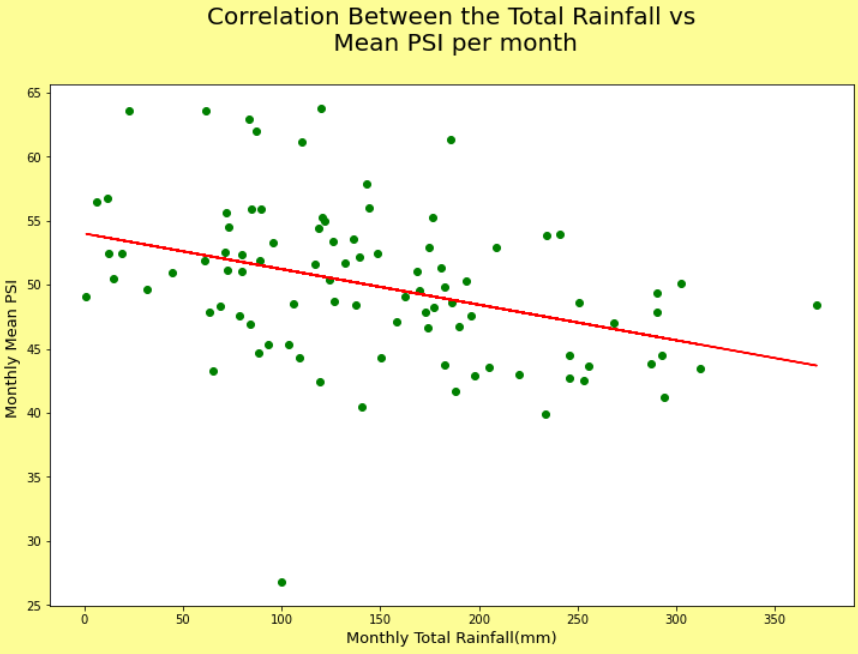 Correlation Between the Total Rainfall vs
Mean PSI per month
65
60
55
50
45
40
35
30
25
Monthly Mean PSI
0 50 100 150 200 250 300 350
Monthly Total Rainfall(mm)